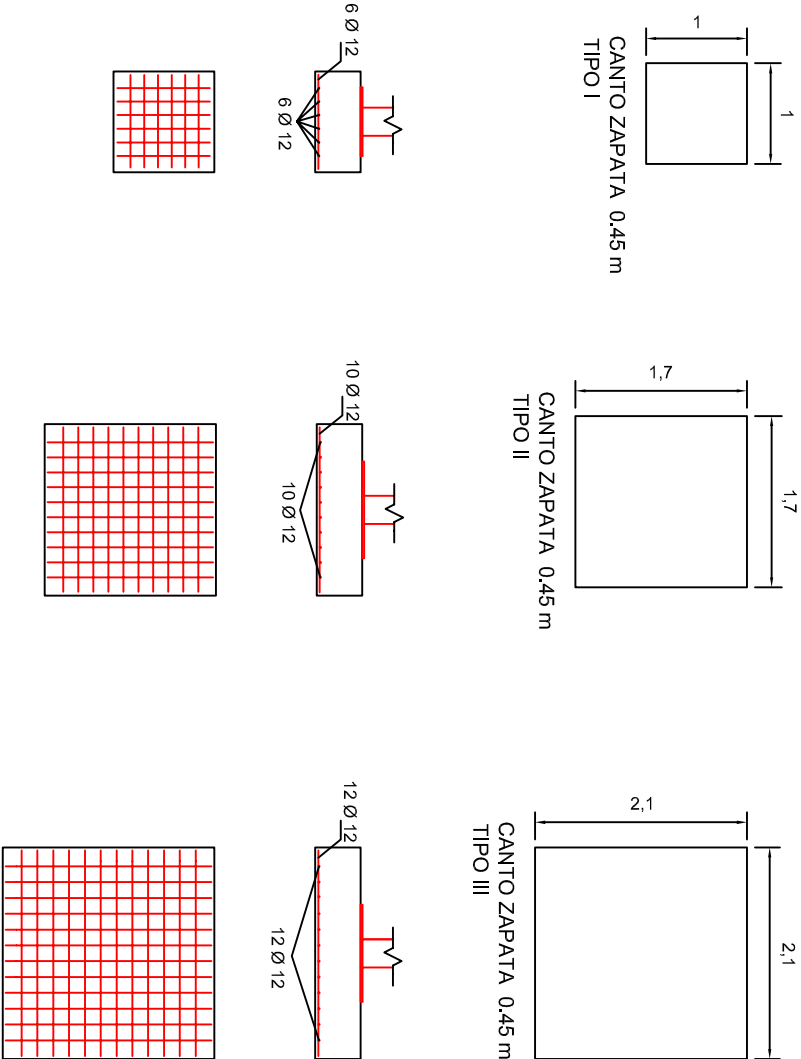 1
1
CANTO ZAPATA 0.45 m
TIPO I
6 Ø 12
6 Ø 12
1,7
1,7
CANTO ZAPATA 0.45 m
TIPO II
10 Ø 12
10 Ø 12
2,1
2,1
CANTO ZAPATA 0.45 m
TIPO III
12 Ø 12
12 Ø 12